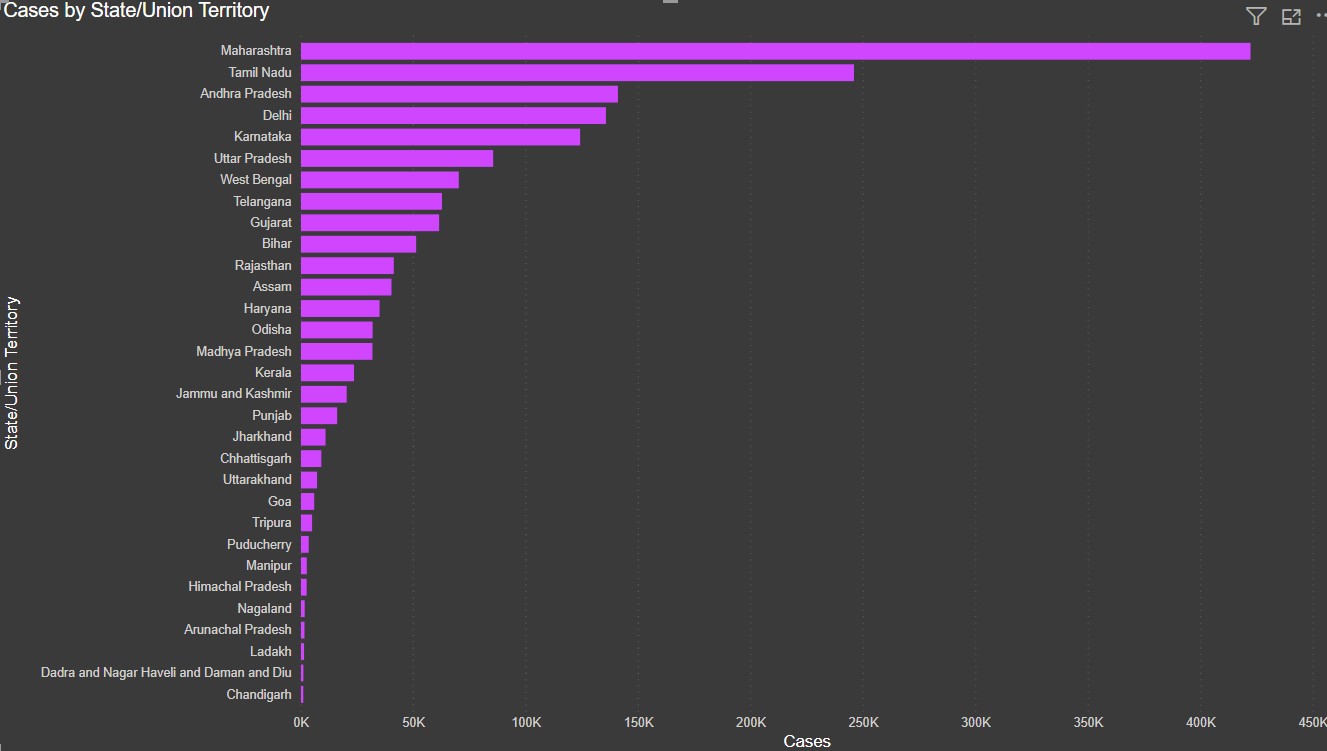 Cases by State/Union Territory
State/Union Territory
Maharashtra
Tamil Nadu
Andhra Pradesh
Delhi
Karnataka
Uttar Pradesh
West Bengal
Telangana
Gujarat
Bihar
Rajasthan
Assam
Haryana
Odisha
Madhya Pradesh
Kerala
Jammu and Kashmir
Punjab
Jharkhand
Chhattisgarh
Uttarakhand
Goa
Tripura
Puducherry
Manipur
Himachal Pradesh
Nagaland
Arunachal Pradesh
Ladakh
Dadra and Nagar Haveli and Daman and Diu
Chandigarh
0K 50K 100K 150K 200K 250K 300K 350K 400K 450K
Cases